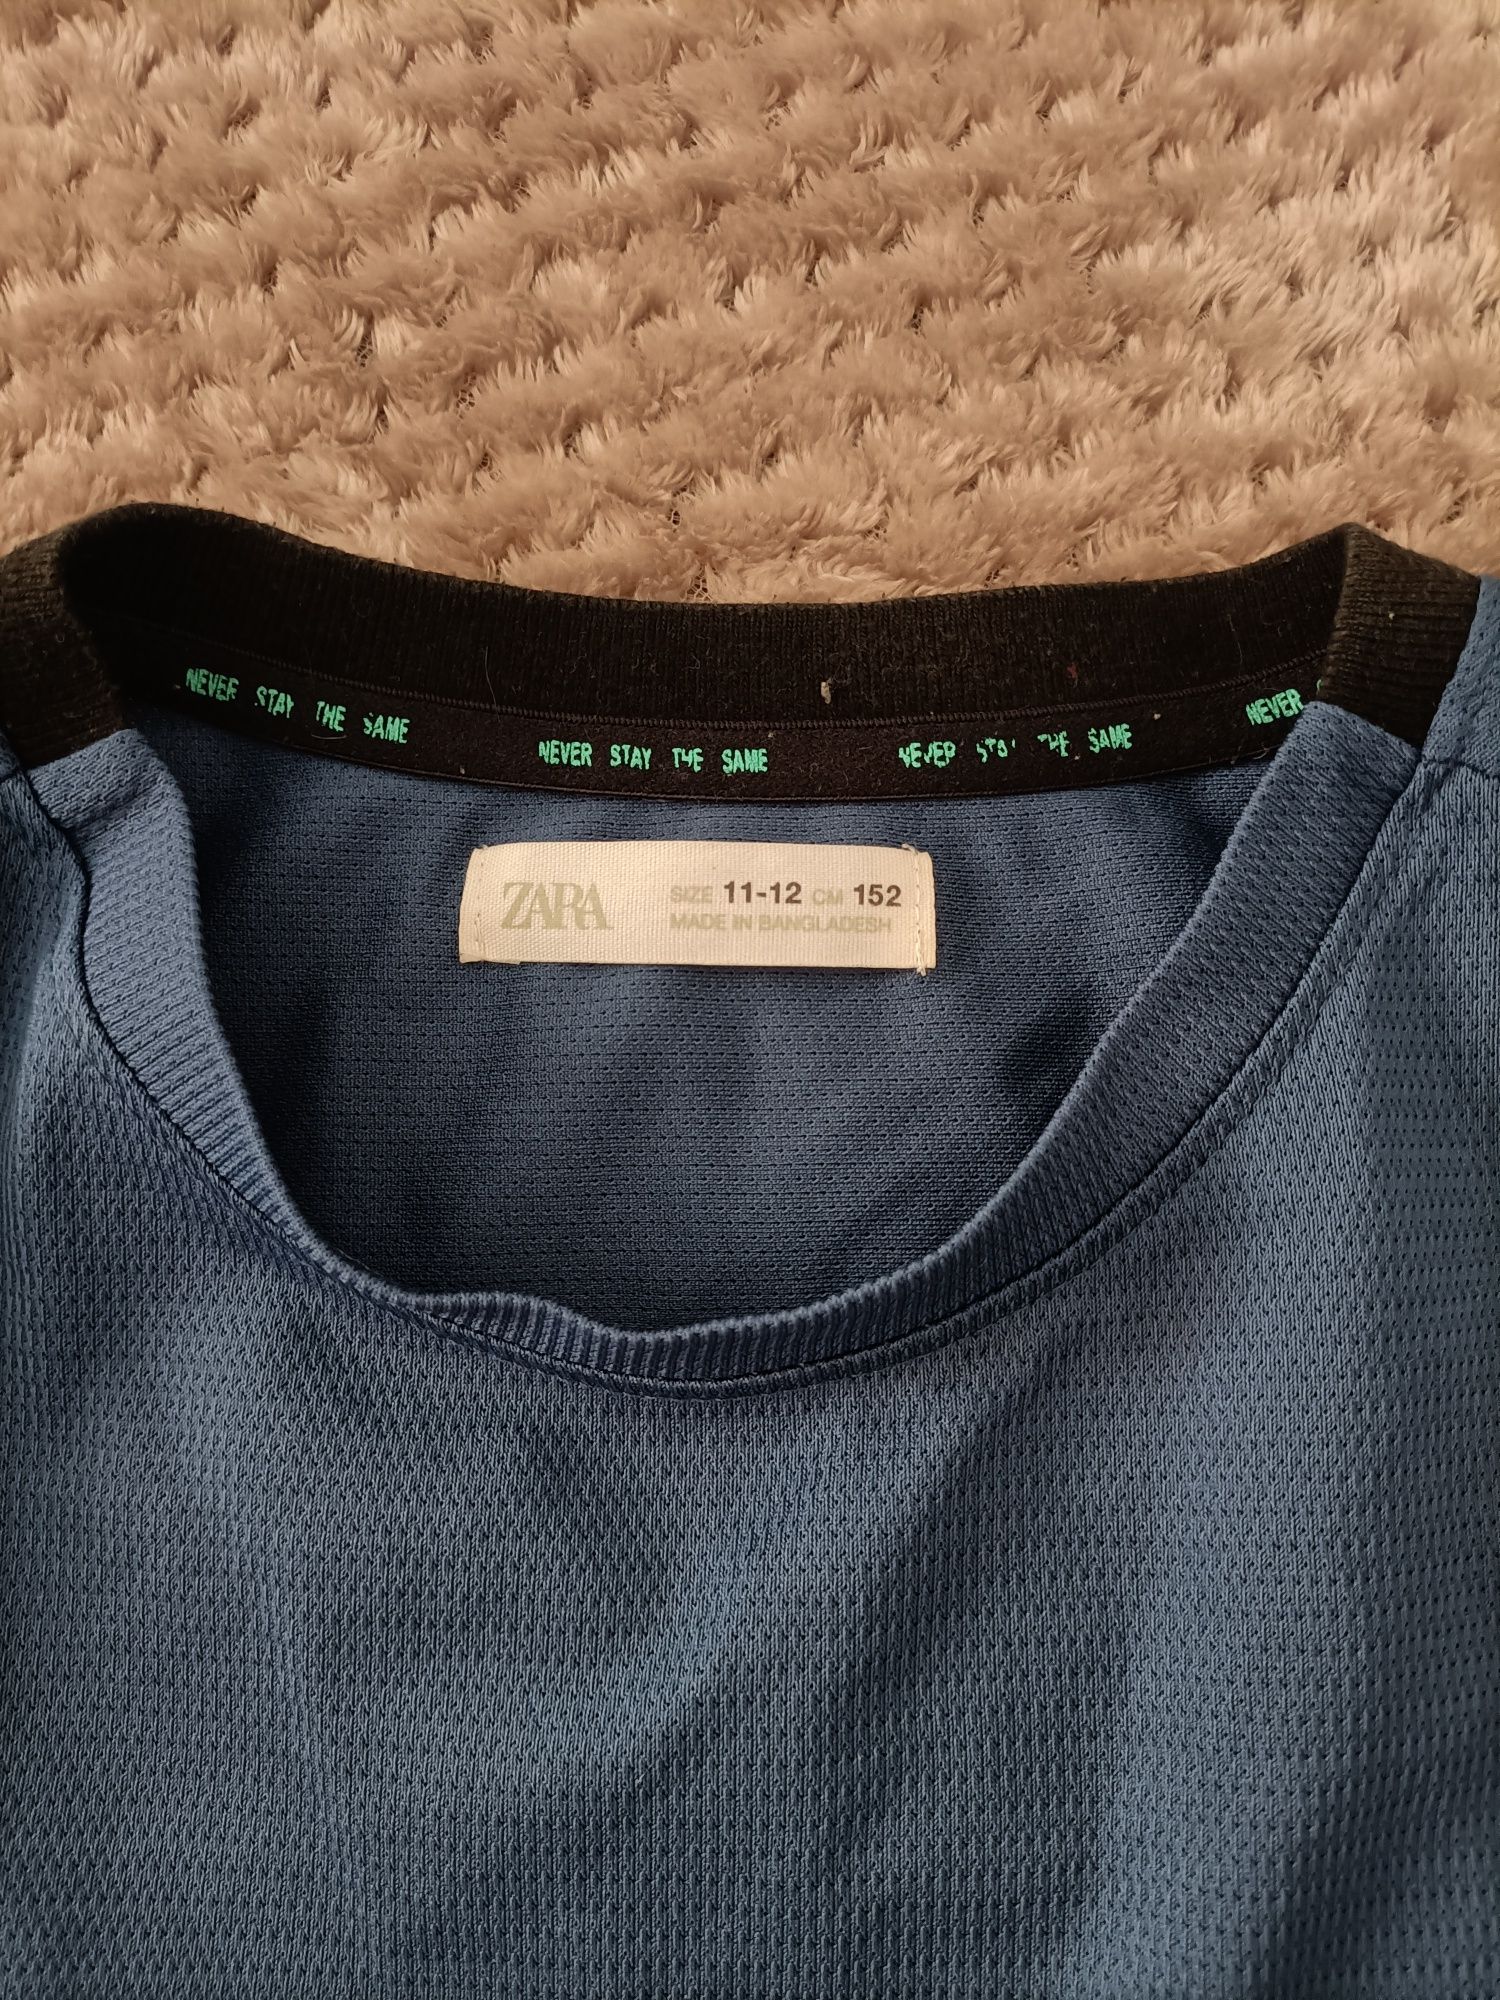 NEVER STAY THE SAME
NEVER STAY THE SAME
NEVER STAY THE SAME
NEVER
ZARA
SIZE 11-12 CM 152
MADE IN BANGLADESH